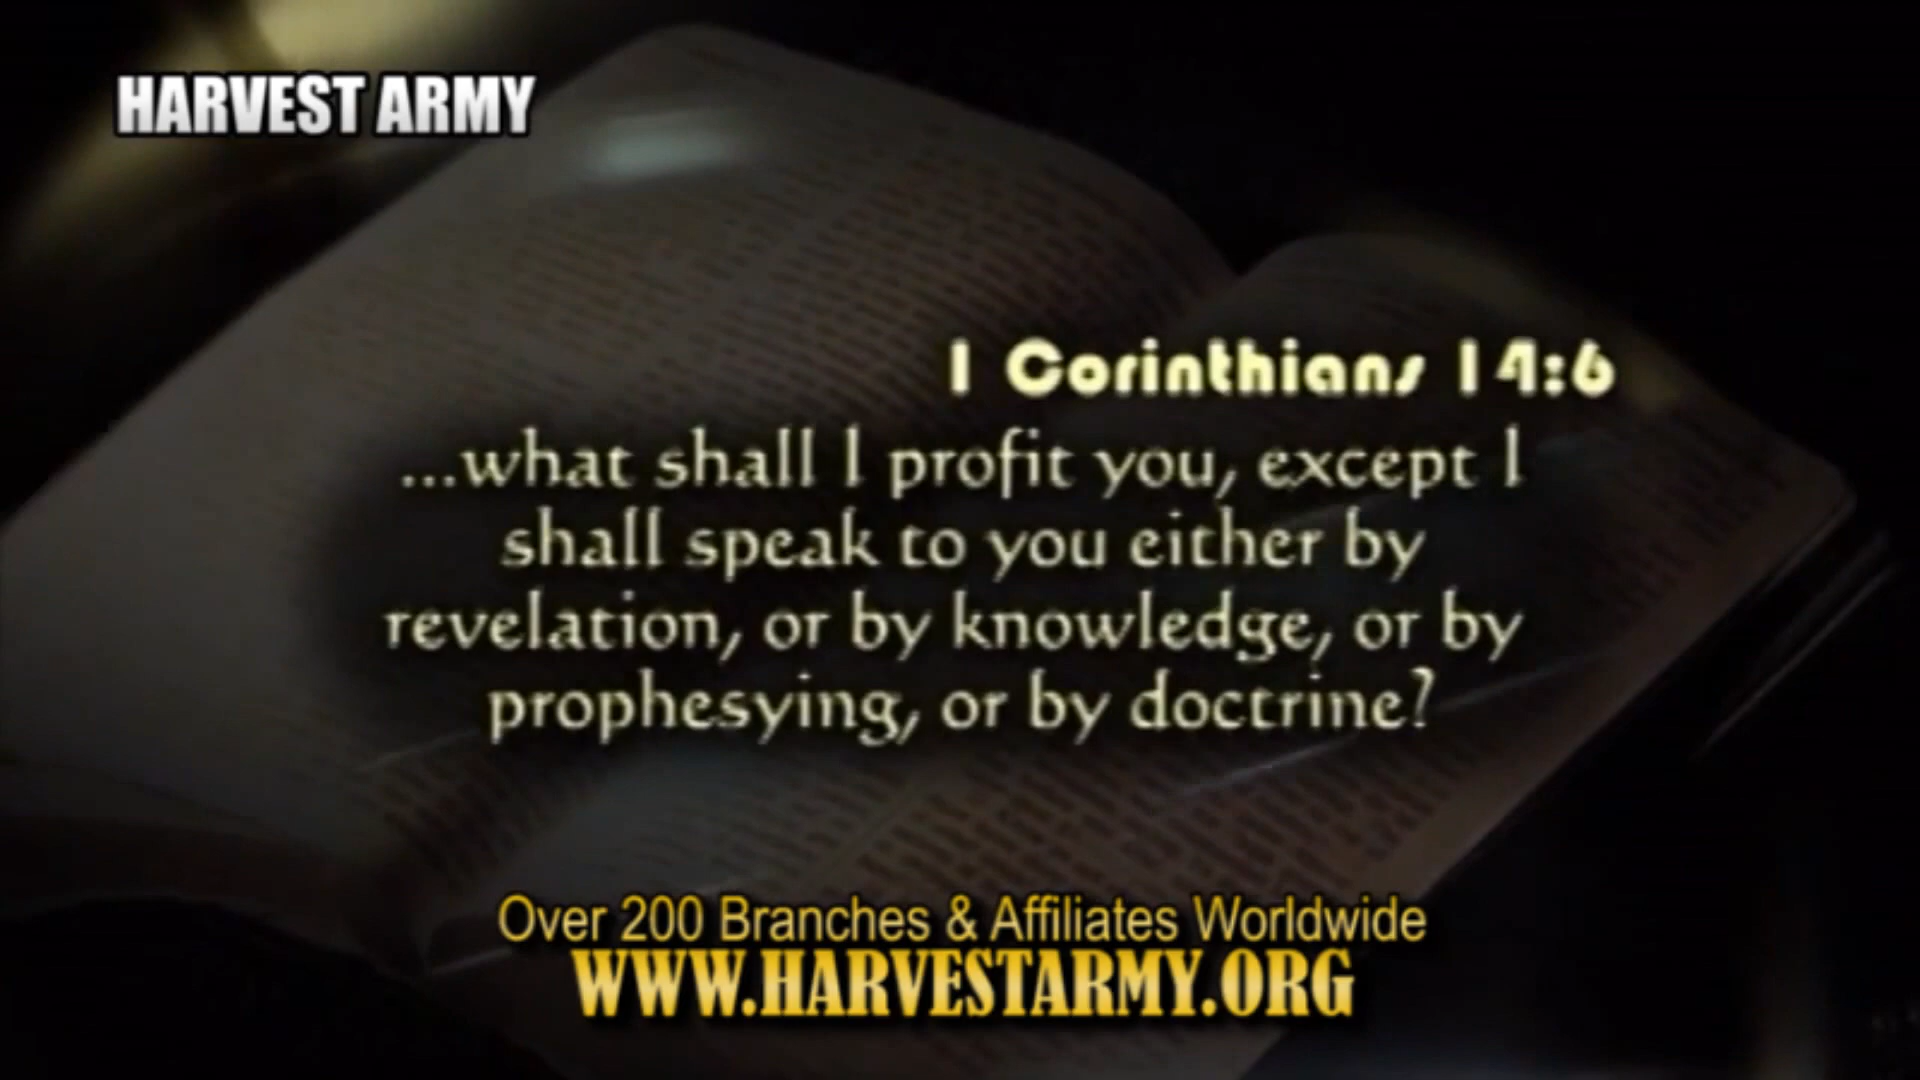 HARVEST ARMY
1 Corinthians 14:6
...what shall I profit you, except I
shall speak to you either by
revelation, or by knowledge, or by
prophesying, or by doctrine?
Over 200 Branches & Affiliates Worldwide
WWW.HARVESTARMY.ORG